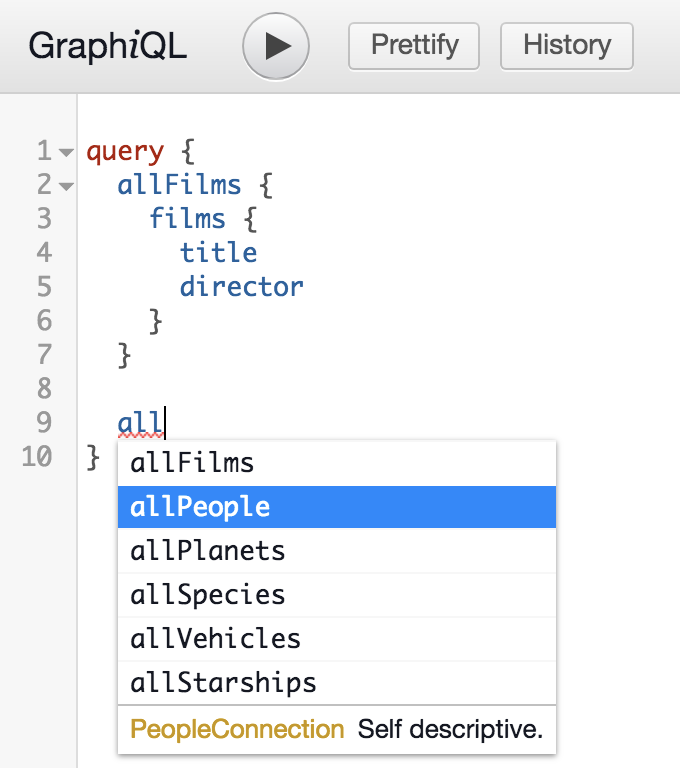 GraphiQL Prettify History
1 query {
2 allFilms {
3 films {
4 title
5 director
6 }
7 }
8
9 all
10 }
allFilms
allPeople
allPlanets
allSpecies
allVehicles
allStarships
PeopleConnection Self descriptive.